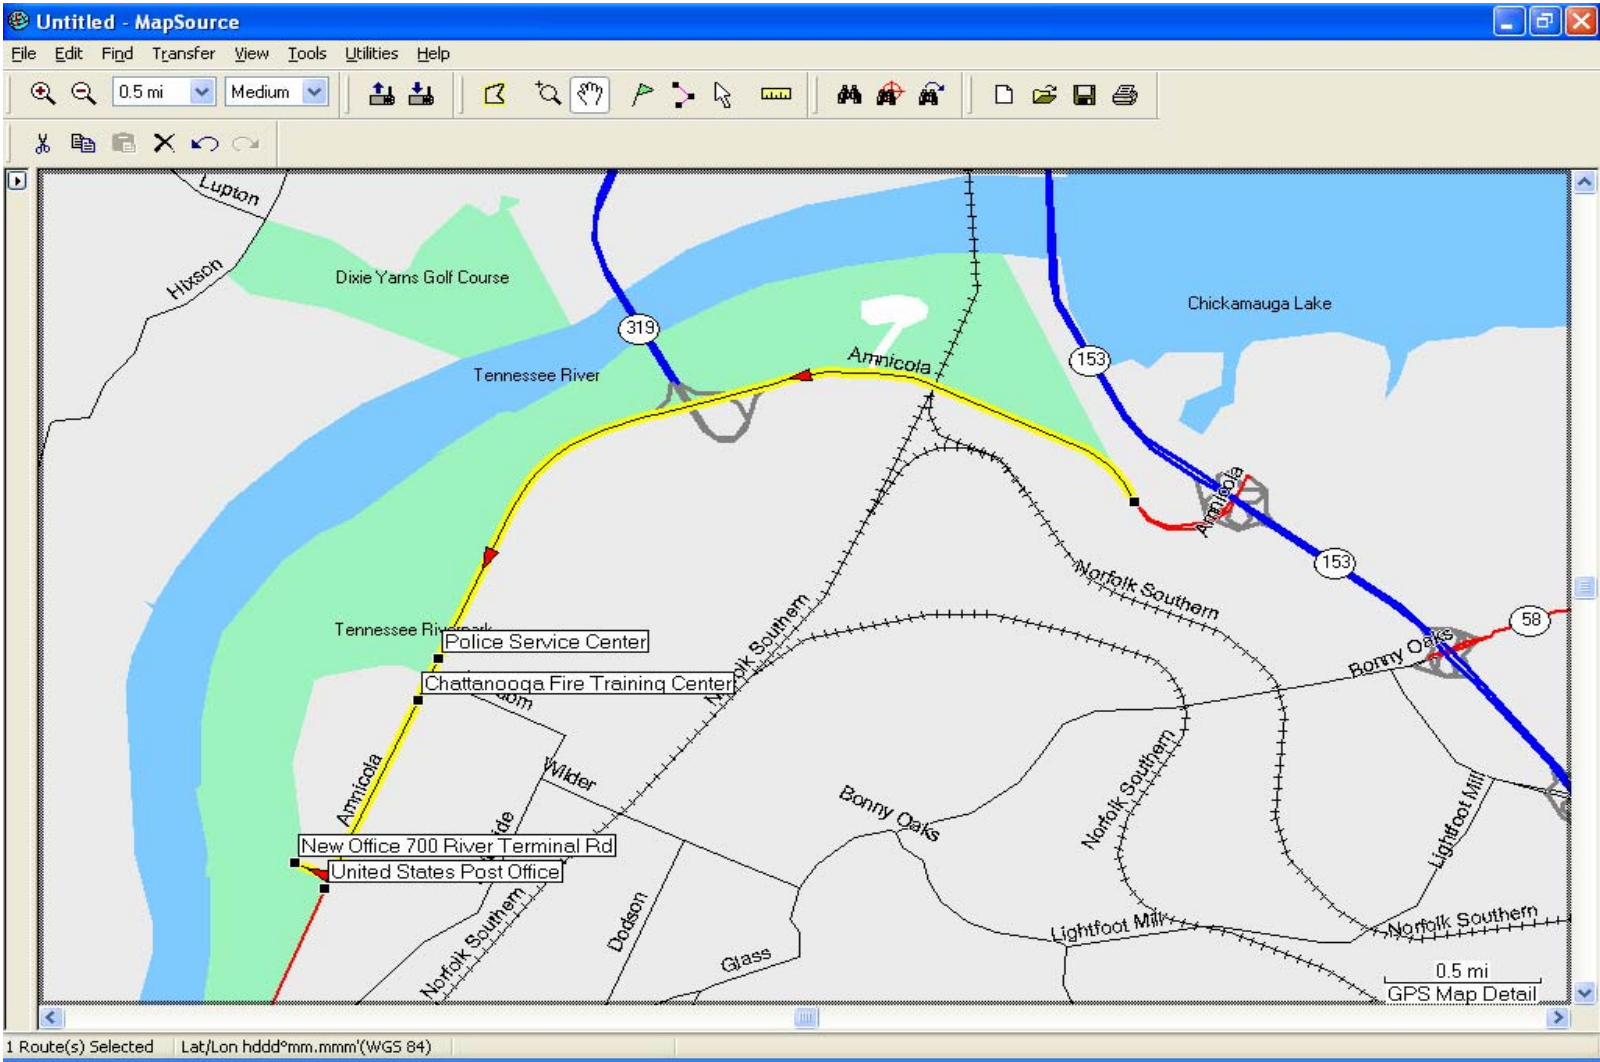 Untitled - MapSource
File Edit Find Transfer View Tools Utilities Help
0.5 mi Medium
Lupton
Hixson
Dixie Yarns Golf Course
319
Tennessee River
Amnicola
Chickamauga Lake
153
Amnicola
153
Norfolk Southern
58
Bonny Oaks
Norfolk Southern
Police Service Center
Chattanooga Fire Training Center
Amnicola
Wilder
Bonny Oaks
Norfolk Southern
Lightfoot Mill
New Office 700 River Terminal Rd
United States Post Office
Norfolk Southern
Dodson
Glass
Lightfoot Mill
Norfolk Southern
0.5 mi
GPS Map Detail
1 Route(s) Selected Lat/Lon hddd°mm.mmm'(WGS 84)